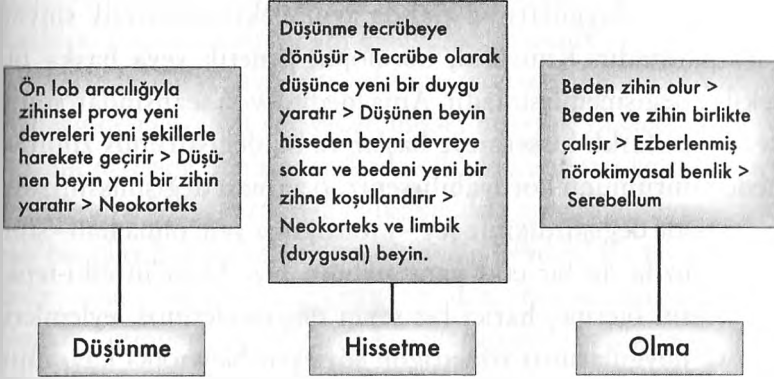 Ön lob aracılığıyla
zihinsel prova yeni
devreleri yeni şekillerle
harekete geçirir > Düşü-
nen beyin yeni bir zihin
yaratır > Neokorteks
Düşünme
Düşünme tecrübeye
dönüşür > Tecrübe olarak
düşünce yeni bir duygu
yaratır > Düşünen beyin
hisseden beyni devreye
sokar ve bedeni yeni bir
zihne koşullandırır >
Neokorteks ve limbik
(duygusal) beyin.
Hissetme
Beden zihin olur >
Beden ve zihin birlikte
çalışır > Ezberlenmiş
nörokimyasal benlik >
Serebellum
Olma